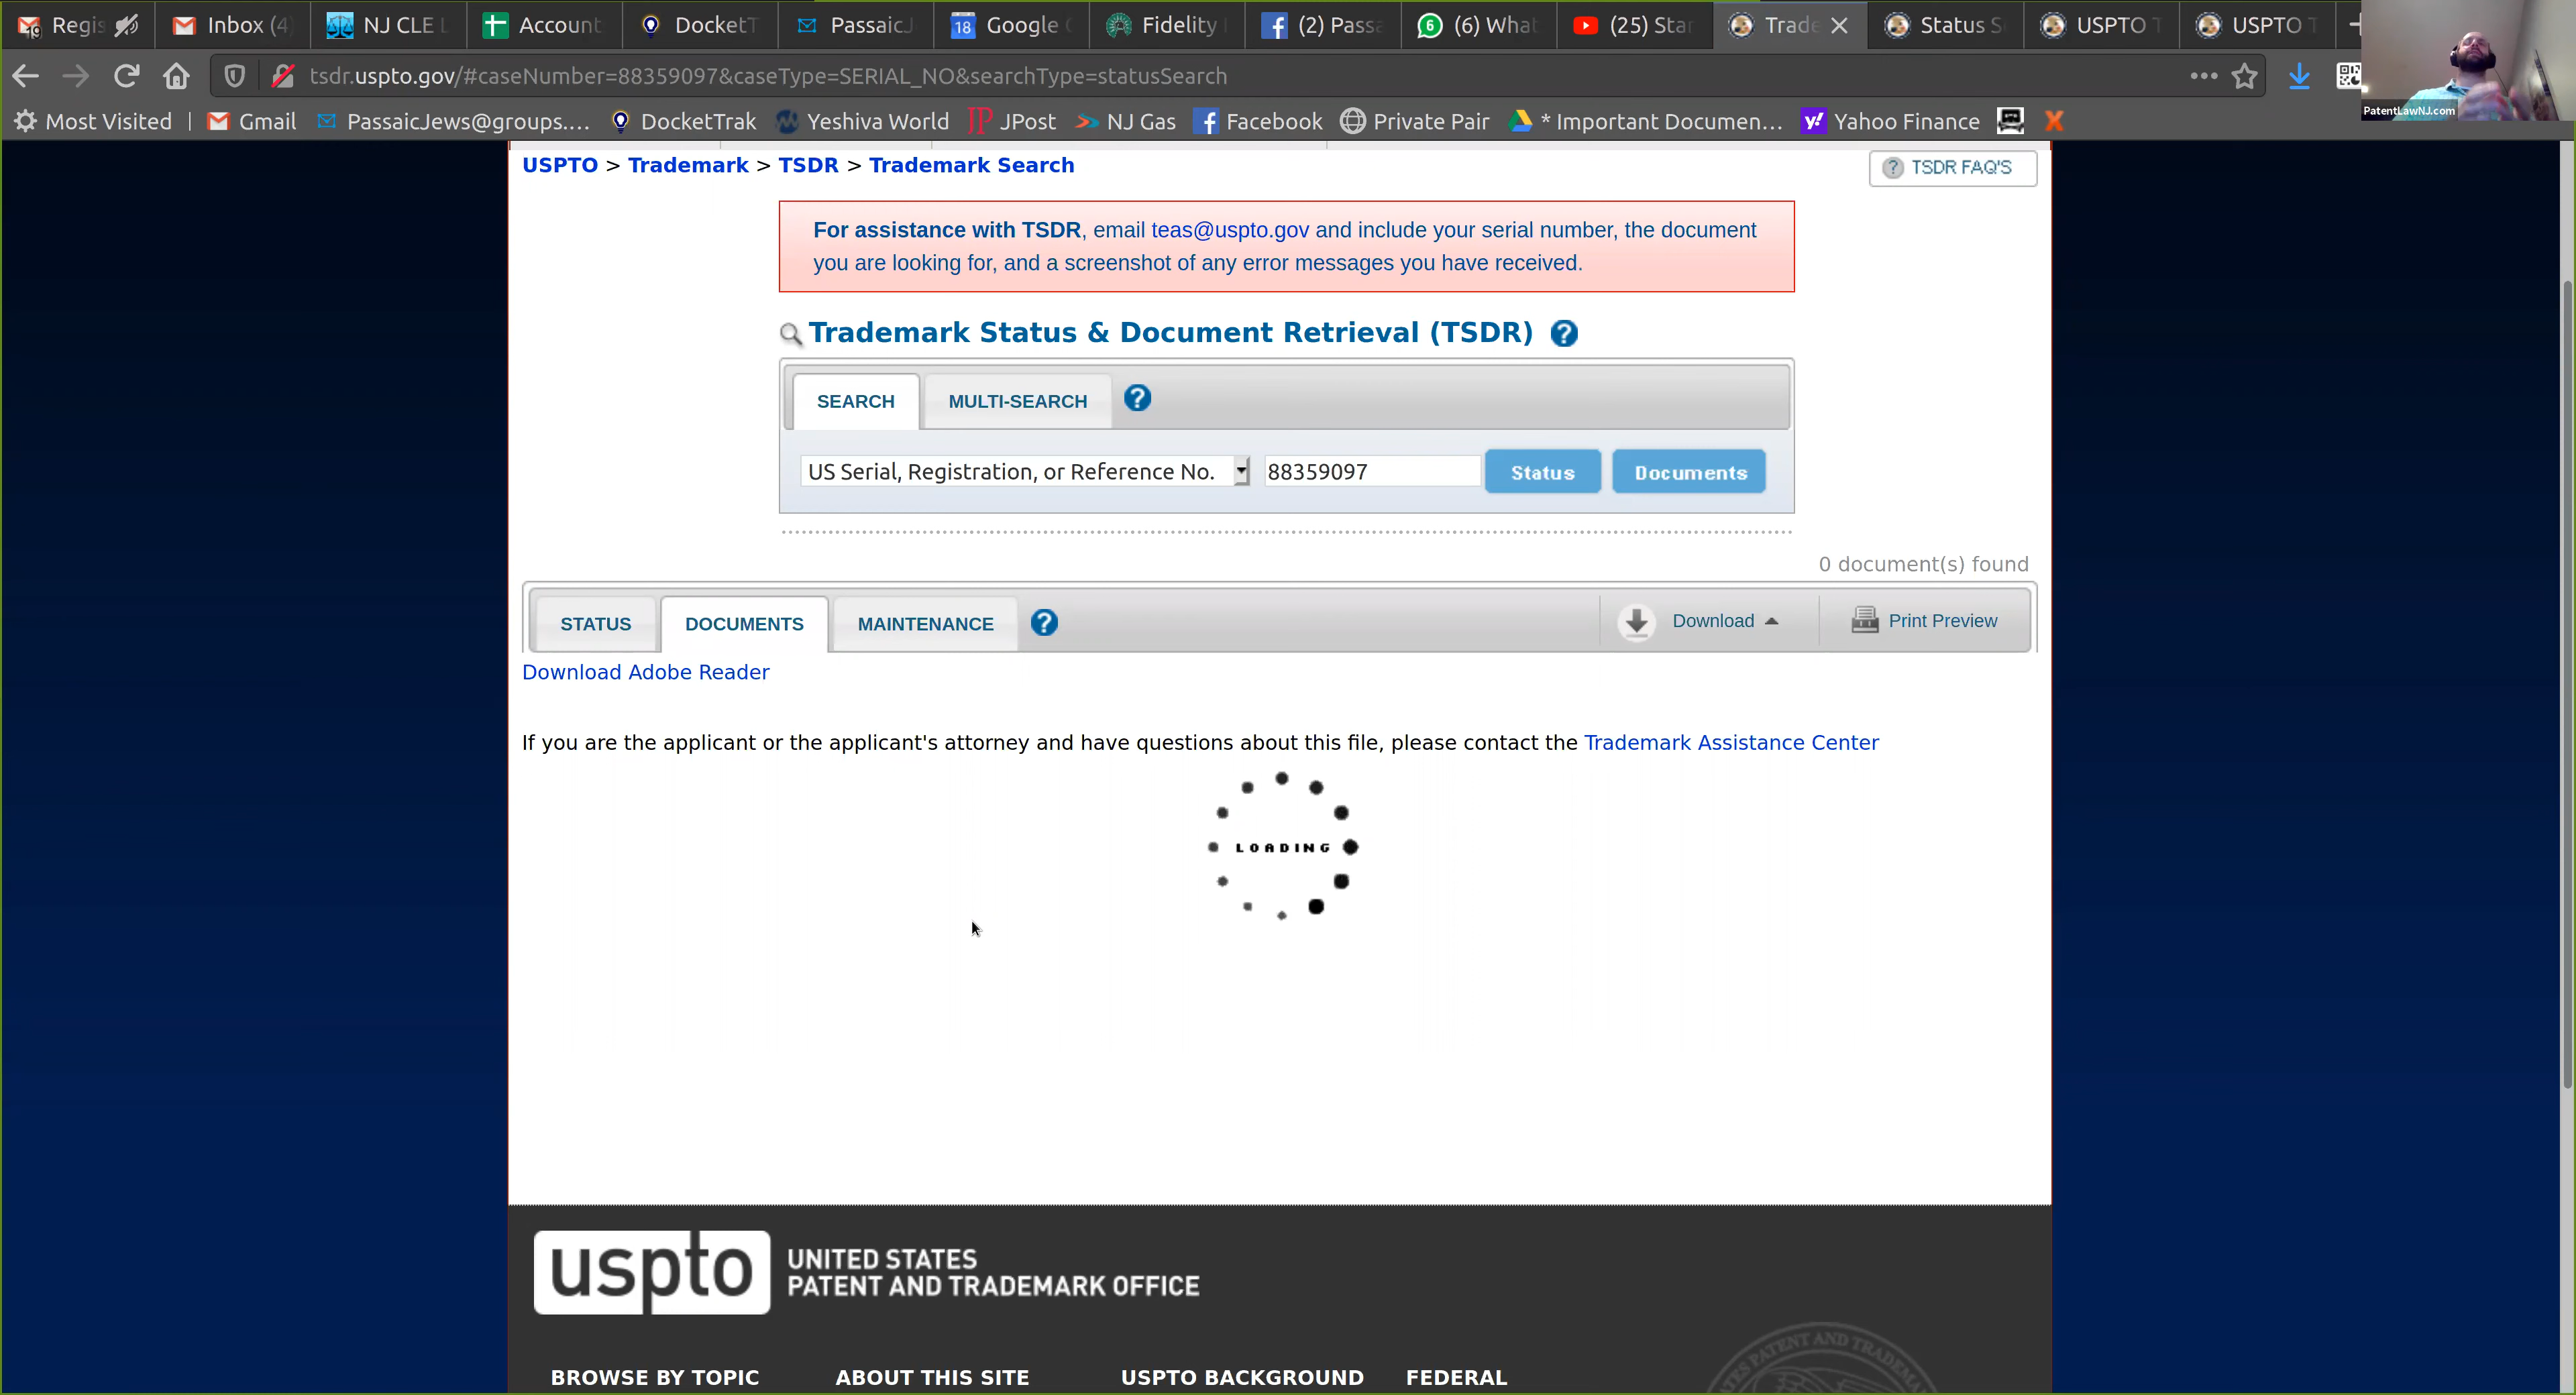 Regis Inbox (4) NJ CLE Account DocketT PassaicJ Google Fidelity (2) Passa (6) What (25) Star Trade Status S USPTO T USPTO T
tsdr.uspto.gov/#caseNumber=88359097&caseType=SERIAL_NO&searchType=statusSearch
Most Visited Gmail PassaicJews@groups.... DocketTrak Yeshiva World JPost NJ Gas Facebook Private Pair * Important Documen... Yahoo Finance
PatentLawNJ.com
USPTO > Trademark > TSDR > Trademark Search
TSDR FAQ'S
For assistance with TSDR, email teas@uspto.gov and include your serial number, the document
you are looking for, and a screenshot of any error messages you have received.
Trademark Status & Document Retrieval (TSDR)
SEARCH MULTI-SEARCH
US Serial, Registration, or Reference No. 88359097 Status Documents
0 document(s) found
STATUS DOCUMENTS MAINTENANCE Download Print Preview
Download Adobe Reader
If you are the applicant or the applicant's attorney and have questions about this file, please contact the Trademark Assistance Center
LOADING
uspto UNITED STATES
PATENT AND TRADEMARK OFFICE
BROWSE BY TOPIC ABOUT THIS SITE USPTO BACKGROUND FEDERAL